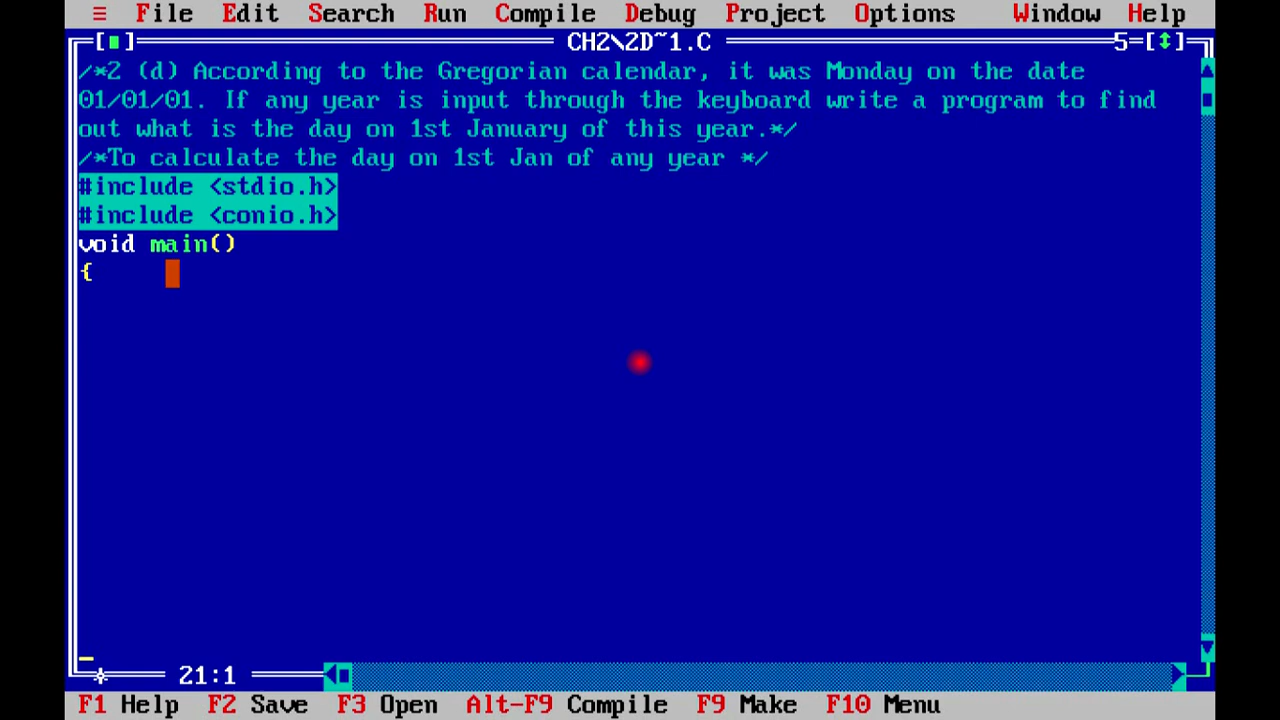 ≡ File Edit Search Run Compile Debug Project Options Window Help
[■] CH2\2D~1.C 5=[↕]
/*2 (d) According to the Gregorian calendar, it was Monday on the date
01/01/01. If any year is input through the keyboard write a program to find
out what is the day on 1st January of this year.*/
/*To calculate the day on 1st Jan of any year */
#include <stdio.h>
#include <conio.h>
void main()
{
21:1
F1 Help F2 Save F3 Open Alt-F9 Compile F9 Make F10 Menu